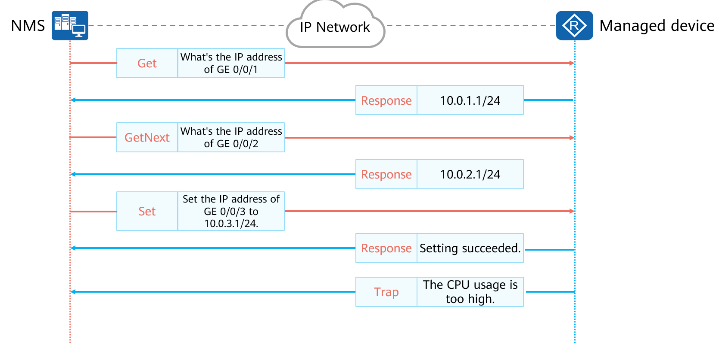 NMS
IP Network
R
Managed device
Get
What's the IP address
of GE 0/0/1
Response
10.0.1.1/24
GetNext
What's the IP address
of GE 0/0/2
Response
10.0.2.1/24
Set
Set the IP address of
GE 0/0/3 to
10.0.3.1/24.
Response
Setting succeeded.
Trap
The CPU usage is
too high.